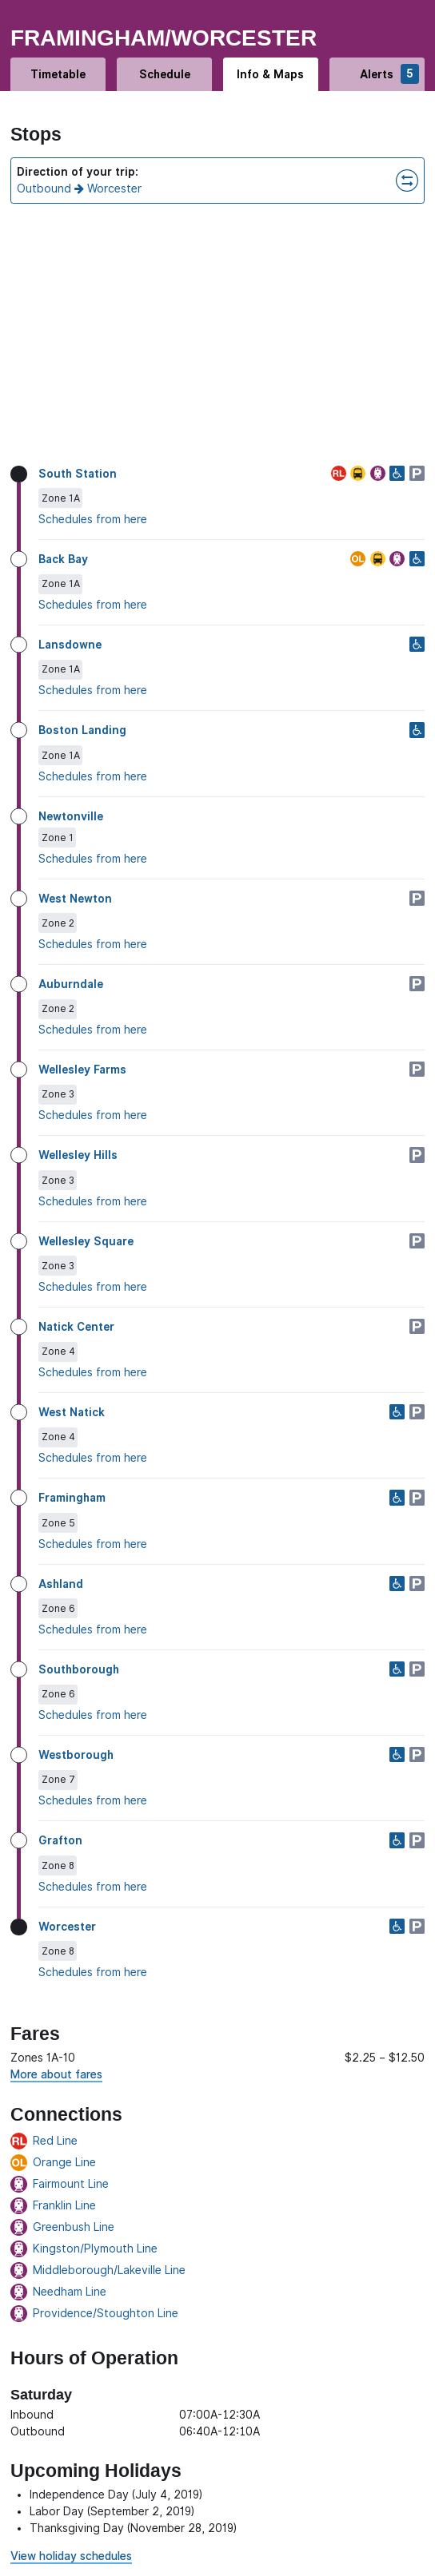 FRAMINGHAM/WORCESTER
Timetable
Schedule
Info & Maps
Alerts 5
Stops
Direction of your trip:
Outbound → Worcester
South Station RL P
Zone 1A
Schedules from here
Back Bay OL
Zone 1A
Schedules from here
Lansdowne
Zone 1A
Schedules from here
Boston Landing
Zone 1A
Schedules from here
Newtonville
Zone 1
Schedules from here
West Newton P
Zone 2
Schedules from here
Auburndale P
Zone 2
Schedules from here
Wellesley Farms P
Zone 3
Schedules from here
Wellesley Hills P
Zone 3
Schedules from here
Wellesley Square P
Zone 3
Schedules from here
Natick Center P
Zone 4
Schedules from here
West Natick P
Zone 4
Schedules from here
Framingham P
Zone 5
Schedules from here
Ashland P
Zone 6
Schedules from here
Southborough P
Zone 6
Schedules from here
Westborough P
Zone 7
Schedules from here
Grafton P
Zone 8
Schedules from here
Worcester P
Zone 8
Schedules from here
Fares
Zones 1A-10 $2.25 – $12.50
More about fares
Connections
RL Red Line
OL Orange Line
Fairmount Line
Franklin Line
Greenbush Line
Kingston/Plymouth Line
Middleborough/Lakeville Line
Needham Line
Providence/Stoughton Line
Hours of Operation
Saturday
Inbound 07:00A-12:30A
Outbound 06:40A-12:10A
Upcoming Holidays
• Independence Day (July 4, 2019)
• Labor Day (September 2, 2019)
• Thanksgiving Day (November 28, 2019)
View holiday schedules